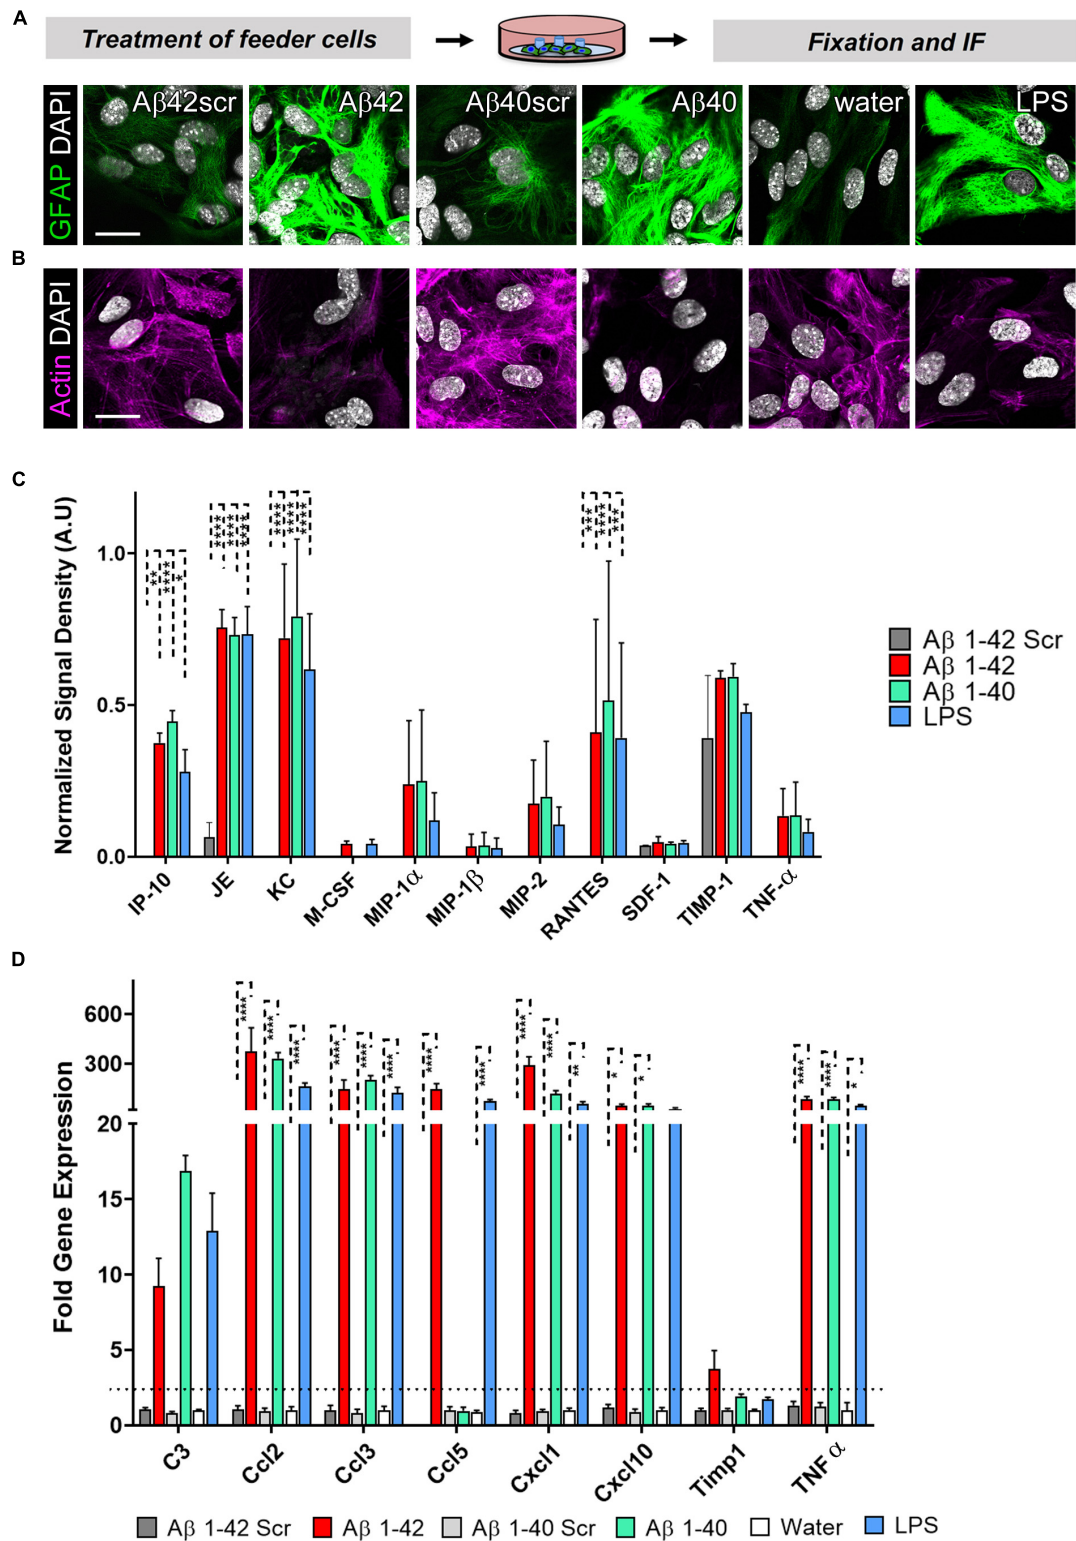 A
Treatment of feeder cells
Fixation and IF
GFAP DAPI
Aβ42scr
Aβ42
Aβ40scr
Aβ40
water
LPS
B
Actin DAPI
C
Normalized Signal Density (A.U)
1.0
0.5
0.0
**
****
*
****
****
****
****
****
****
***
****
***
IP-10
JE
KC
M-CSF
MIP-1α
MIP-1β
MIP-2
RANTES
SDF-1
TIMP-1
TNF-α
Aβ 1-42 Scr
Aβ 1-42
Aβ 1-40
LPS
D
Fold Gene Expression
600
300
20
15
10
5
0
****
****
****
****
****
****
****
****
****
****
**
*
*
****
****
*
C3
Ccl2
Ccl3
Ccl5
Cxcl1
Cxcl10
Timp1
TNF α
Aβ 1-42 Scr
Aβ 1-42
Aβ 1-40 Scr
Aβ 1-40
Water
LPS